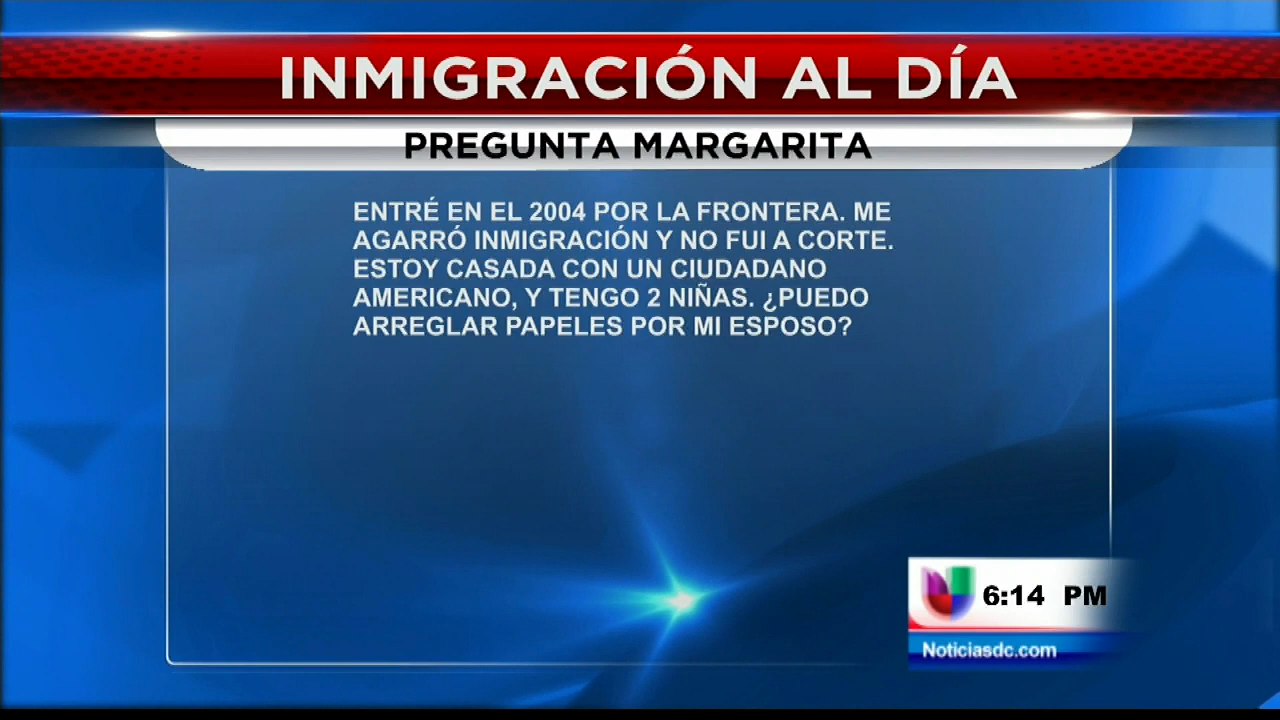 INMIGRACIÓN AL DÍA
PREGUNTA MARGARITA
ENTRÉ EN EL 2004 POR LA FRONTERA. ME
AGARRÓ INMIGRACIÓN Y NO FUI A CORTE.
ESTOY CASADA CON UN CIUDADANO
AMERICANO, Y TENGO 2 NIÑAS. ¿PUEDO
ARREGLAR PAPELES POR MI ESPOSO?
6:14 PM
Noticiasdc.com